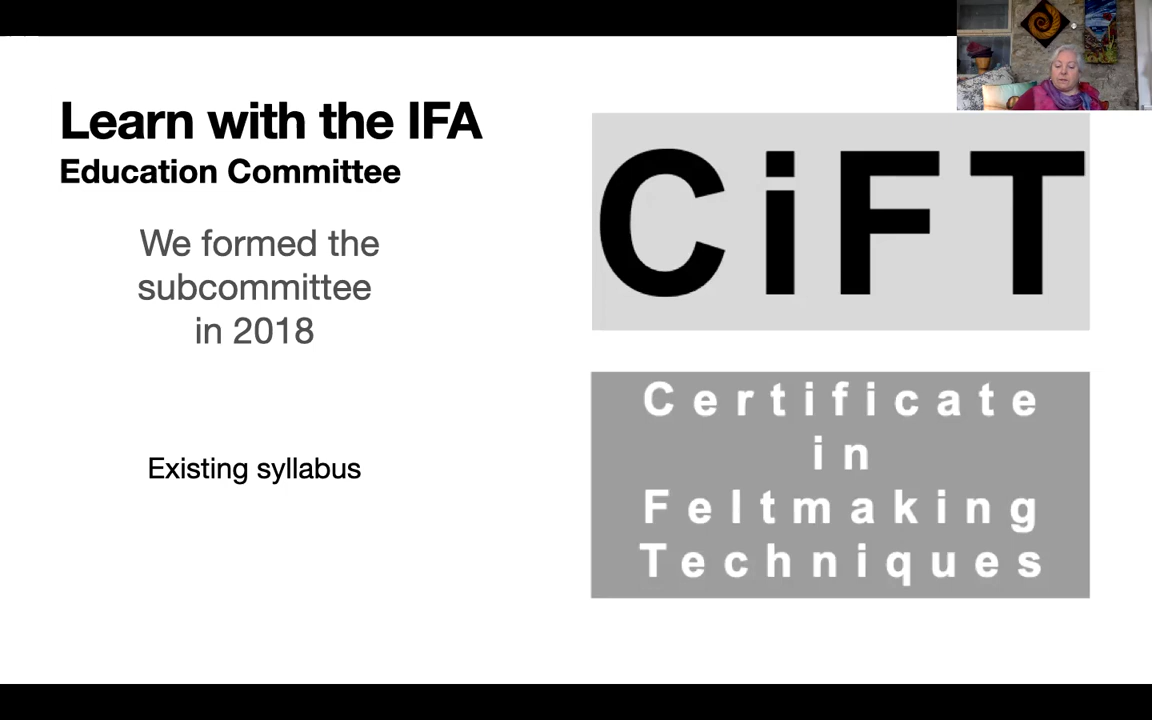 Learn with the IFA
Education Committee
We formed the
subcommittee
in 2018
Existing syllabus
CiFT
Certificate
in
Feltmaking
Techniques